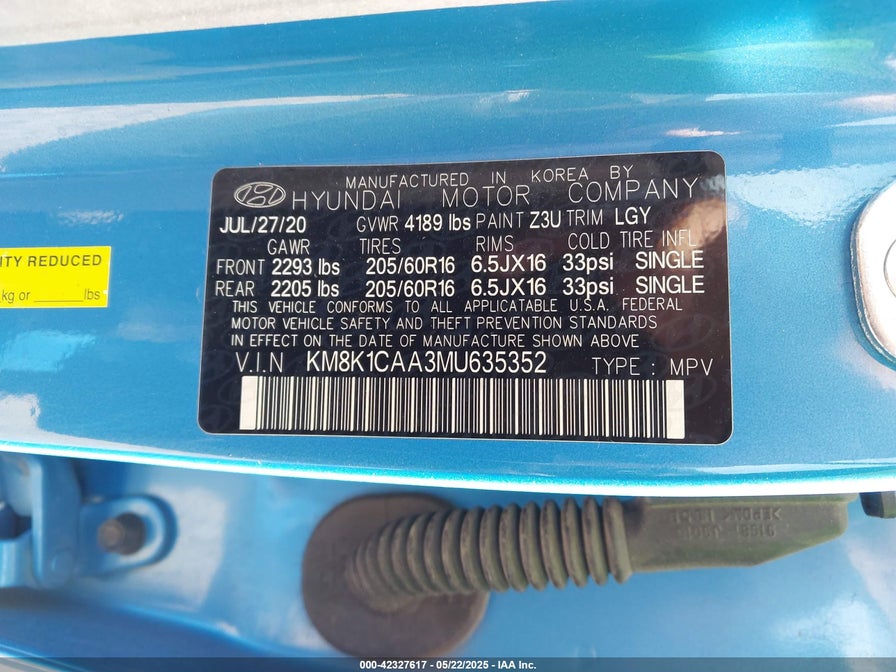 MANUFACTURED IN KOREA BY
HYUNDAI MOTOR COMPANY
JUL/27/20 GVWR 4189 lbs PAINT Z3U TRIM LGY
GAWR TIRES RIMS COLD TIRE INFL
FRONT 2293 lbs 205/60R16 6.5JX16 33psi SINGLE
REAR 2205 lbs 205/60R16 6.5JX16 33psi SINGLE
THIS VEHICLE CONFORMS TO ALL APPLICATABLE U.S.A. FEDERAL
MOTOR VEHICLE SAFETY AND THEFT PREVENTION STANDARDS
IN EFFECT ON THE DATE OF MANUFACTURE SHOWN ABOVE.
V.I.N KM8K1CAA3MU635352 TYPE : MPV
ITY REDUCED
kg or ______lbs
000-42327617 - 05/22/2025 - IAA Inc.